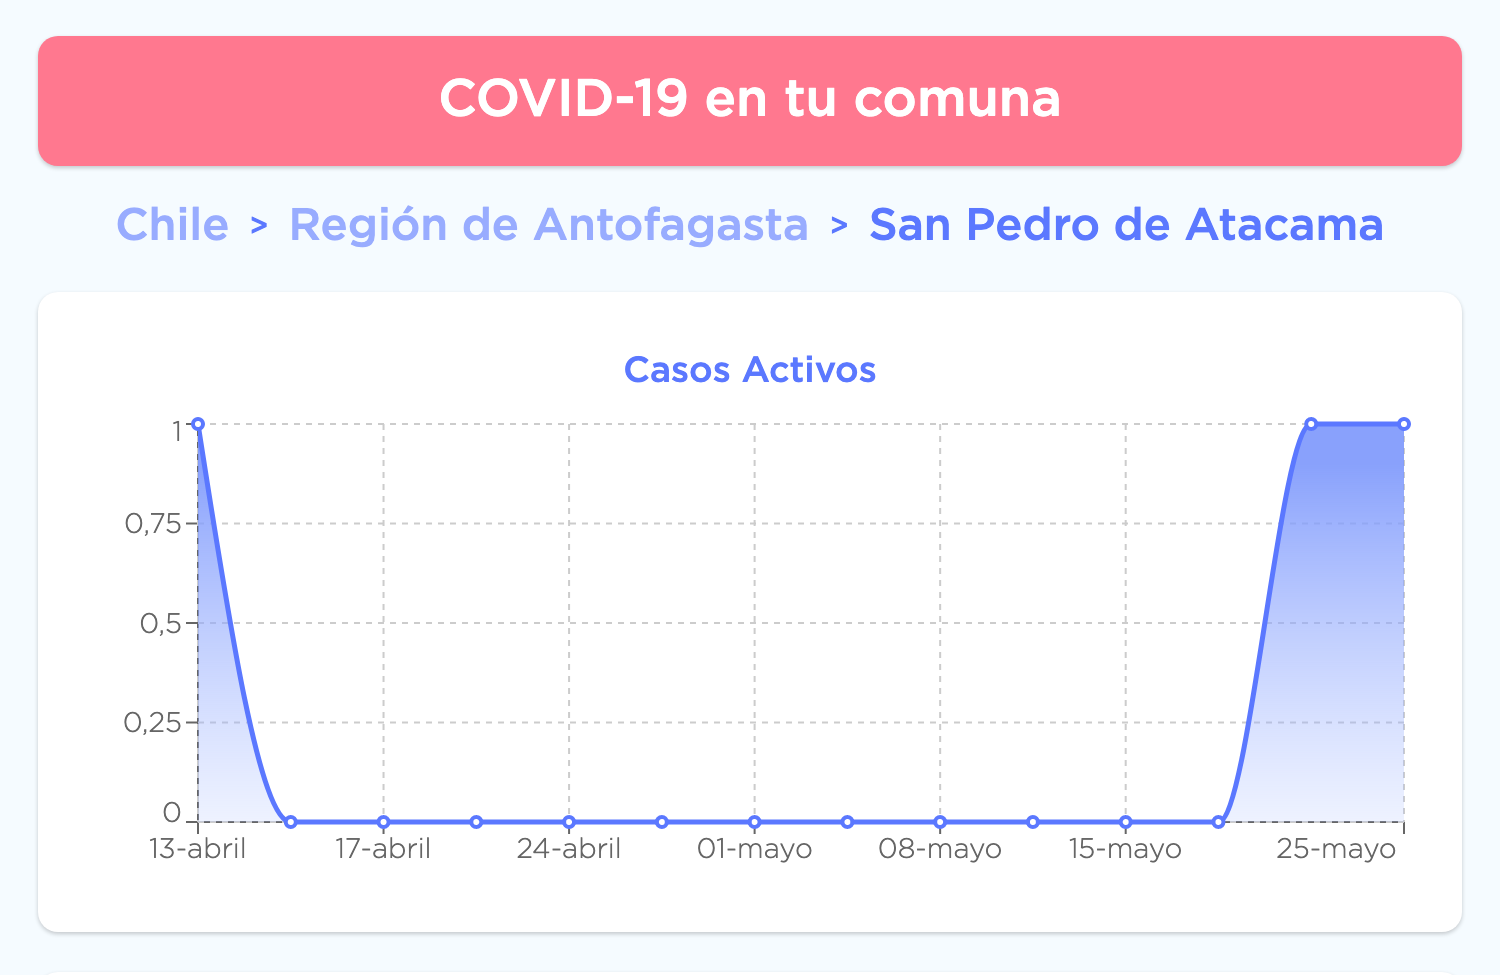 COVID-19 en tu comuna
Chile > Región de Antofagasta > San Pedro de Atacama
Casos Activos
1
0,75
0,5
0,25
0
13-abril 17-abril 24-abril 01-mayo 08-mayo 15-mayo 25-mayo